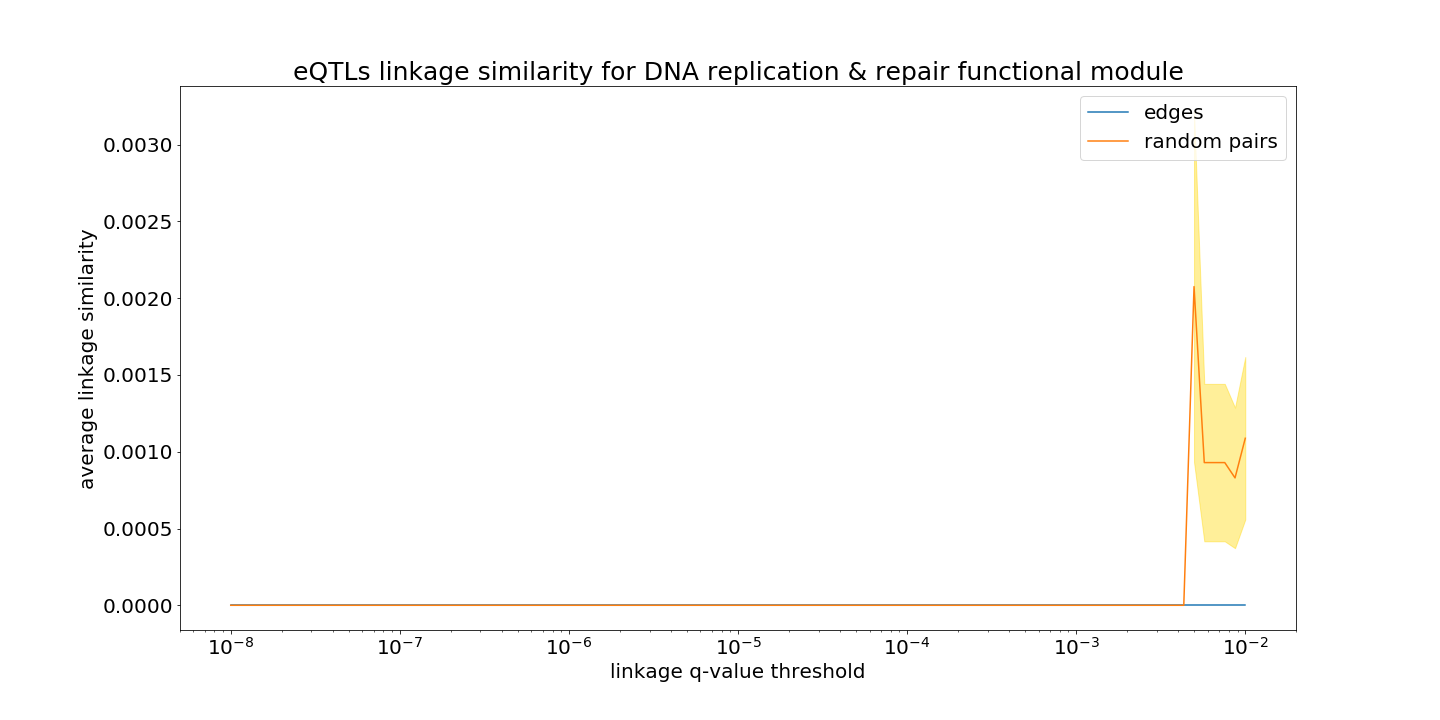 eQTLs linkage similarity for DNA replication & repair functional module
edges
random pairs
0.0030
0.0025
0.0020
0.0015
0.0010
0.0005
0.0000
average linkage similarity
10⁻⁸ 10⁻⁷ 10⁻⁶ 10⁻⁵ 10⁻⁴ 10⁻³ 10⁻²
linkage q-value threshold